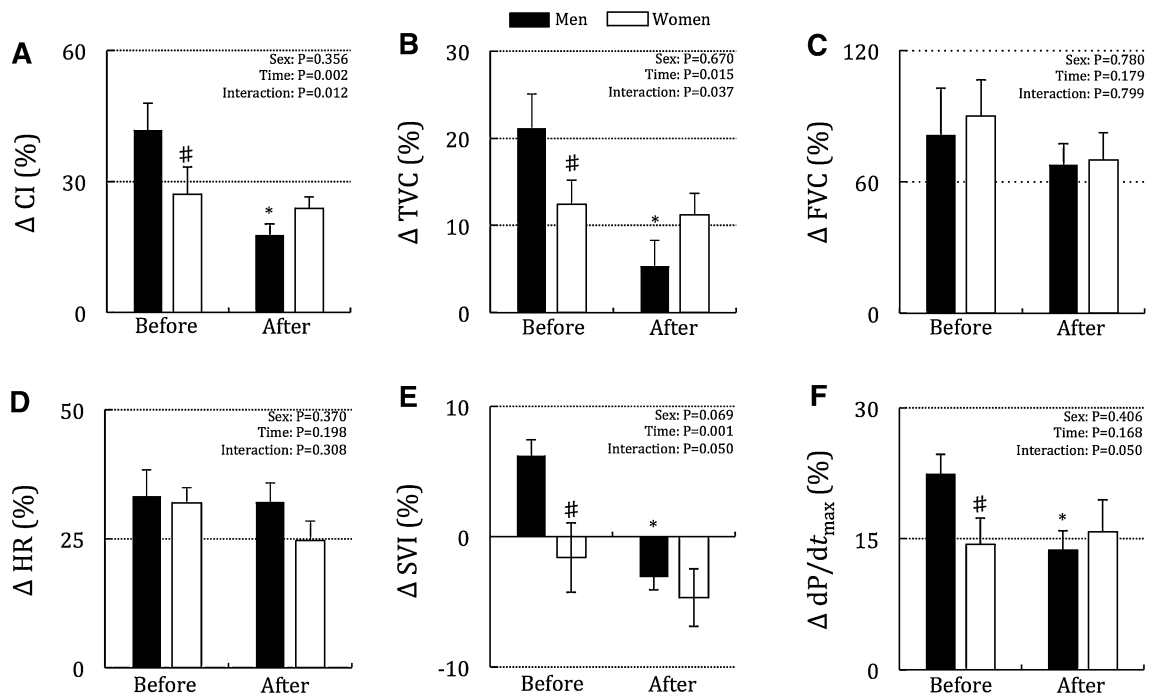 Men Women
A
60
Sex: P=0.356
Time: P=0.002
Interaction: P=0.012
Δ CI (%)
30
#
*
0
Before After
B
30
Sex: P=0.670
Time: P=0.015
Interaction: P=0.037
Δ TVC (%)
20
#
10
*
0
Before After
C
120
Sex: P=0.780
Time: P=0.179
Interaction: P=0.799
Δ FVC (%)
60
0
Before After
D
50
Sex: P=0.370
Time: P=0.198
Interaction: P=0.308
Δ HR (%)
25
0
Before After
E
10
Sex: P=0.069
Time: P=0.001
Interaction: P=0.050
Δ SVI (%)
#
*
0
-10
Before After
F
30
Sex: P=0.406
Time: P=0.168
Interaction: P=0.050
Δ dP/dtmax (%)
#
*
15
0
Before After